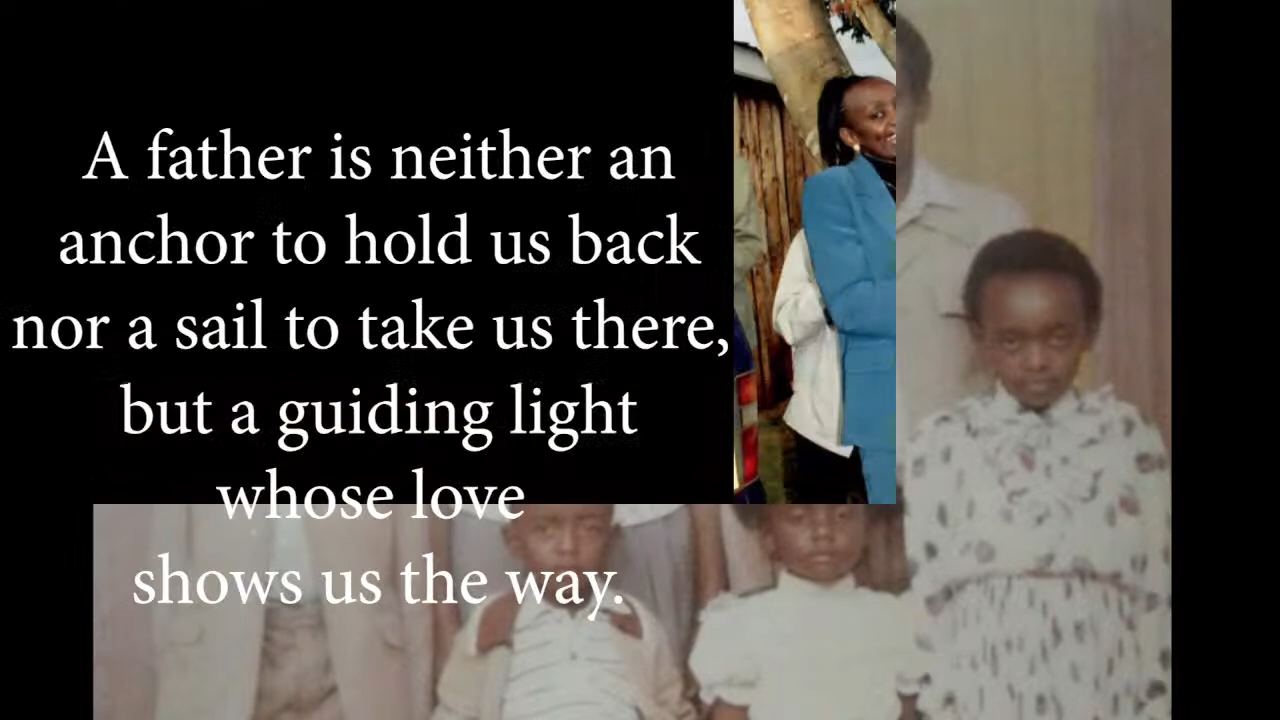 A father is neither an
anchor to hold us back
nor a sail to take us there,
but a guiding light
whose love
shows us the way.